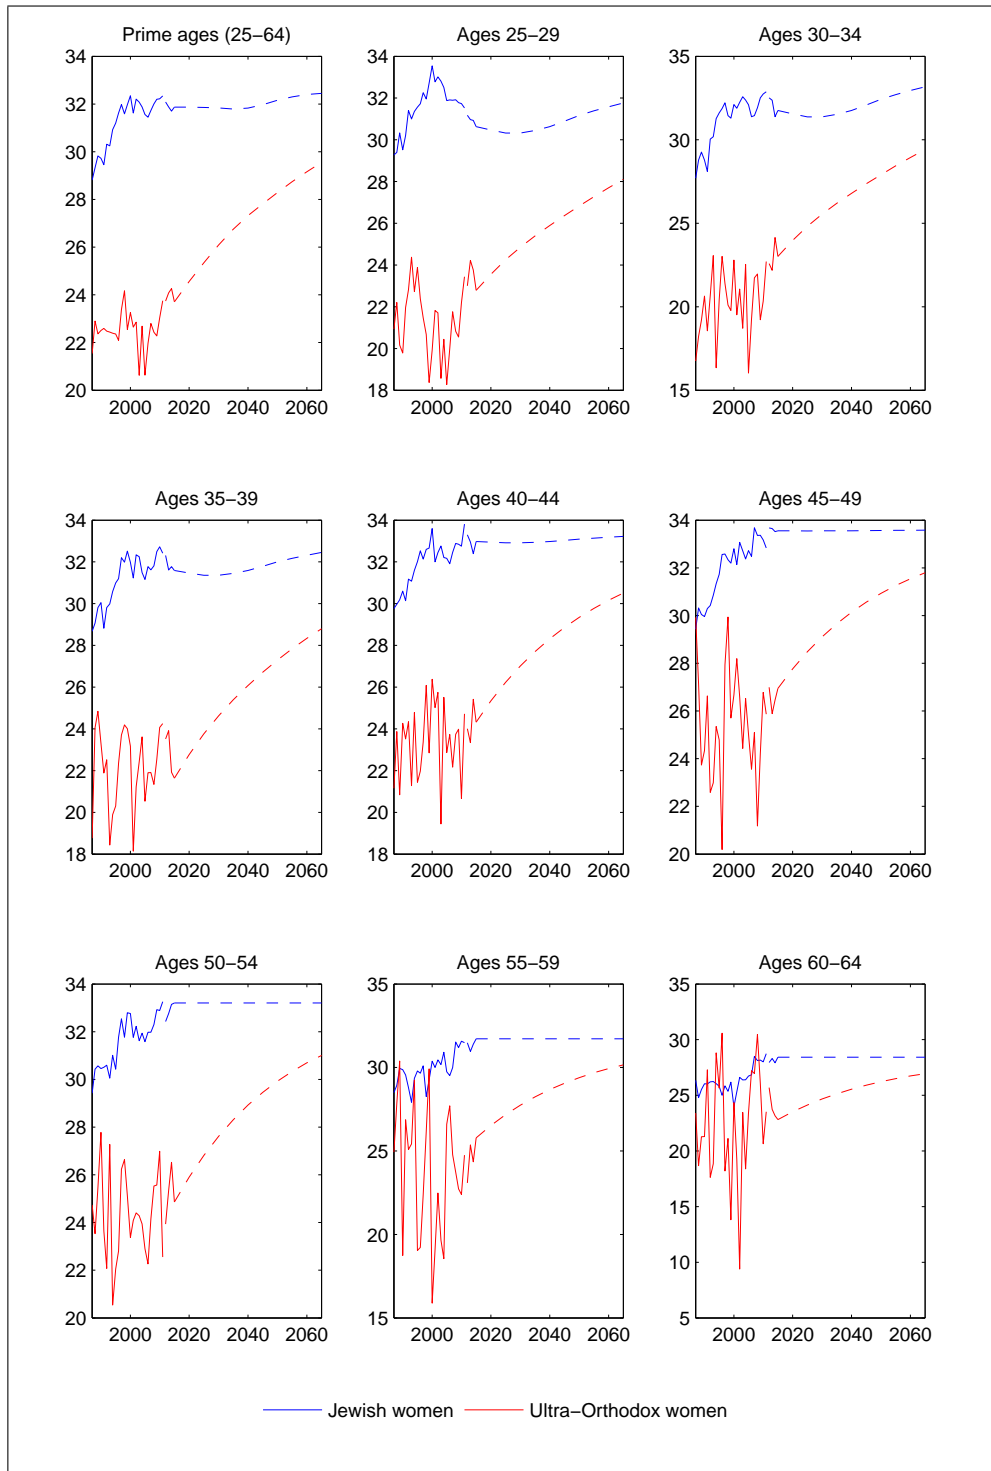 Prime ages (25−64) Ages 25−29 Ages 30−34
34 34 35
32 32
30 30 30
28 28
26 26 25
24 24
22 22 20
20 20
18 15
2000 2020 2040 2060 2000 2020 2040 2060 2000 2020 2040 2060
Ages 35−39 Ages 40−44 Ages 45−49
34 34 34
32 32 32
30 30 30
28 28 28
26 26 26
24 24 24
22 22 22
20 20 20
18 18
2000 2020 2040 2060 2000 2020 2040 2060 2000 2020 2040 2060
Ages 50−54 Ages 55−59 Ages 60−64
34 35 35
32 30
30 30 25
28 25 20
26 15
24 20 10
22
20 15 5
2000 2020 2040 2060 2000 2020 2040 2060 2000 2020 2040 2060
Jewish women Ultra−Orthodox women